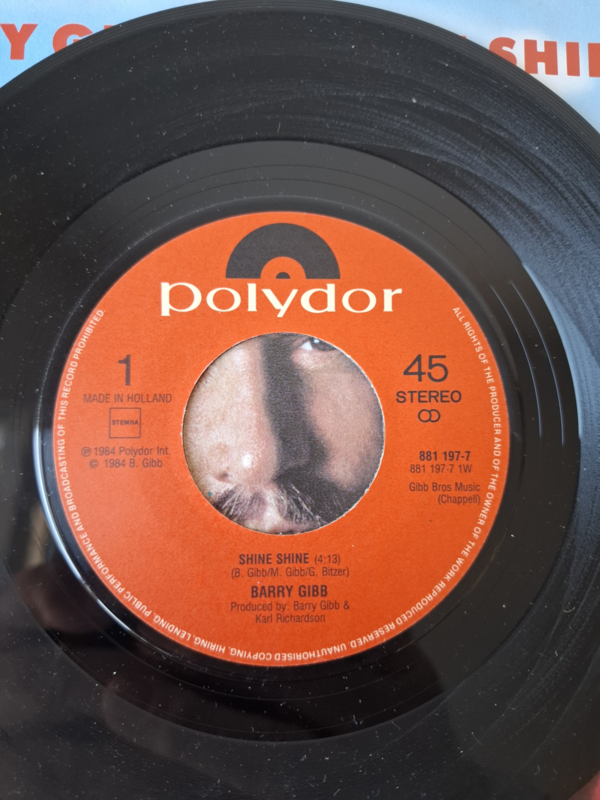 SHI
polydor
1
MADE IN HOLLAND
STEMRA
℗ 1984 Polydor Int.
© 1984 B. Gibb
45
STEREO
881 197-7
881 197-7 1W
Gibb Bros Music
(Chappell)
SHINE SHINE (4:13)
(B. Gibb/M. Gibb/G. Bitzer)
BARRY GIBB
Produced by: Barry Gibb &
Karl Richardson
ALL RIGHTS OF THE PRODUCER AND OF THE OWNER OF THE WORK REPRODUCED RESERVED. UNAUTHORISED COPYING, HIRING, LENDING, PUBLIC PERFORMANCE AND BROADCASTING OF THIS RECORD PROHIBITED.